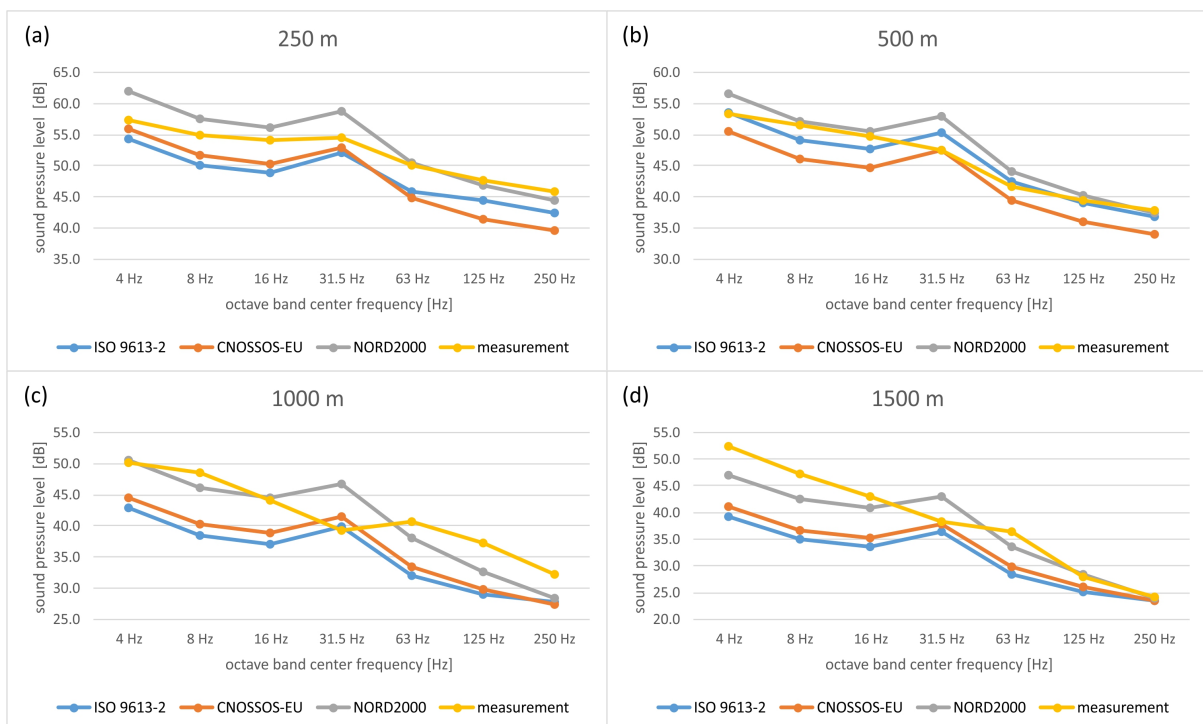 (a)
250 m
sound pressure level [dB]
65.0
60.0
55.0
50.0
45.0
40.0
35.0
4 Hz 8 Hz 16 Hz 31.5 Hz 63 Hz 125 Hz 250 Hz
octave band center frequency [Hz]
ISO 9613-2 CNOSSOS-EU NORD2000 measurement
(b)
500 m
sound pressure level [dB]
60.0
55.0
50.0
45.0
40.0
35.0
30.0
4 Hz 8 Hz 16 Hz 31.5 Hz 63 Hz 125 Hz 250 Hz
octave band center frequency [Hz]
ISO 9613-2 CNOSSOS-EU NORD2000 measurement
(c)
1000 m
sound pressure level [dB]
55.0
50.0
45.0
40.0
35.0
30.0
25.0
4 Hz 8 Hz 16 Hz 31.5 Hz 63 Hz 125 Hz 250 Hz
octave band center frequency [Hz]
ISO 9613-2 CNOSSOS-EU NORD2000 measurement
(d)
1500 m
sound pressure level [dB]
55.0
50.0
45.0
40.0
35.0
30.0
25.0
20.0
4 Hz 8 Hz 16 Hz 31.5 Hz 63 Hz 125 Hz 250 Hz
octave band center frequency [Hz]
ISO 9613-2 CNOSSOS-EU NORD2000 measurement